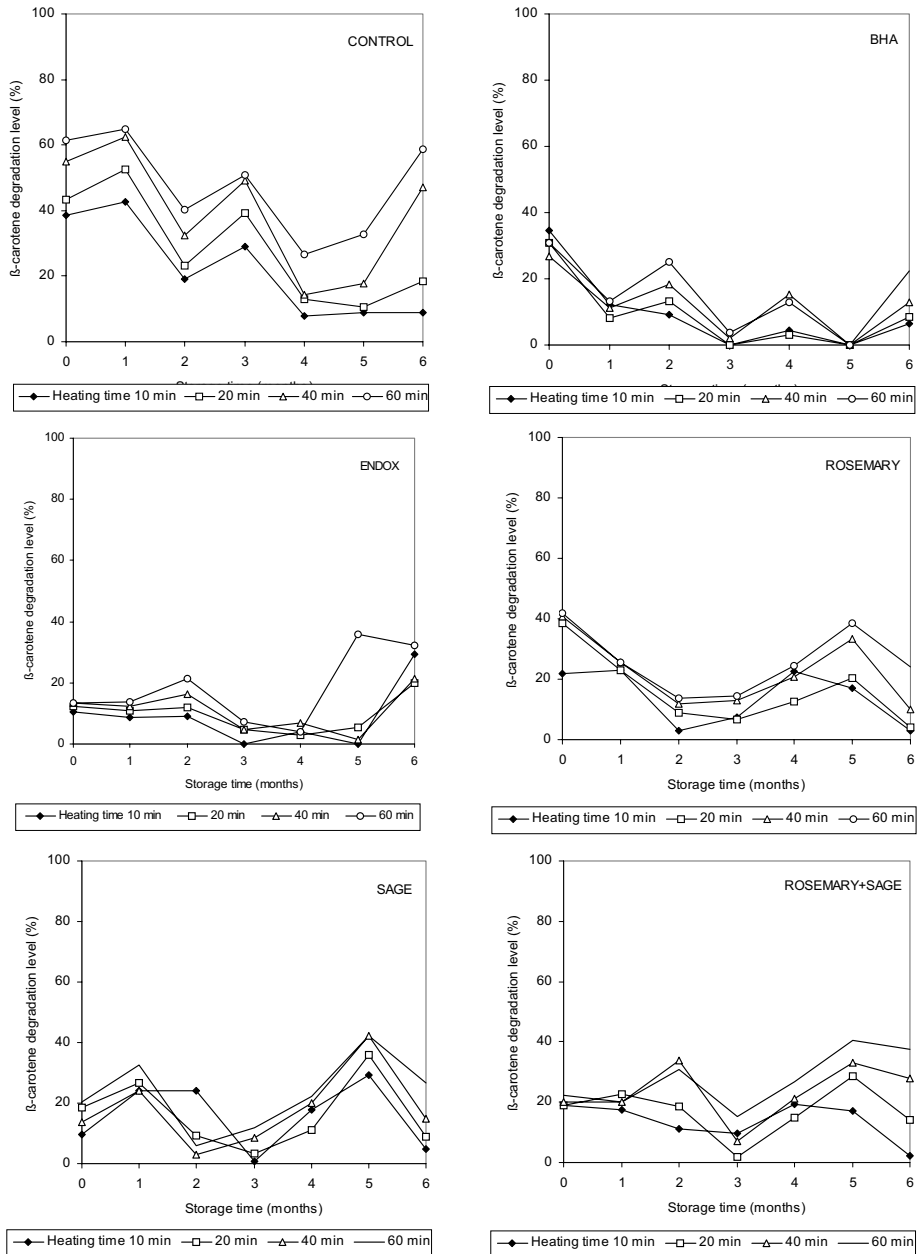 100
80
60
40
20
0
ß-carotene degradation level (%)
CONTROL
0 1 2 3 4 5 6
Heating time 10 min 20 min 40 min 60 min
100
80
60
40
20
0
ß-carotene degradation level (%)
BHA
0 1 2 3 4 5 6
Heating time 10 min 20 min 40 min 60 min
100
80
60
40
20
0
ß-carotene degradation level (%)
ENDOX
0 1 2 3 4 5 6
Storage time (months)
Heating time 10 min 20 min 40 min 60 min
100
80
60
40
20
0
ß-carotene degradation level (%)
ROSEMARY
0 1 2 3 4 5 6
Storage time (months)
Heating time 10 min 20 min 40 min 60 min
100
80
60
40
20
0
ß-carotene degradation level (%)
SAGE
0 1 2 3 4 5 6
Storage time (months)
Heating time 10 min 20 min 40 min 60 min
100
80
60
40
20
0
ß-carotene degradation level (%)
ROSEMARY+SAGE
0 1 2 3 4 5 6
Storage time (months)
Heating time 10 min 20 min 40 min 60 min